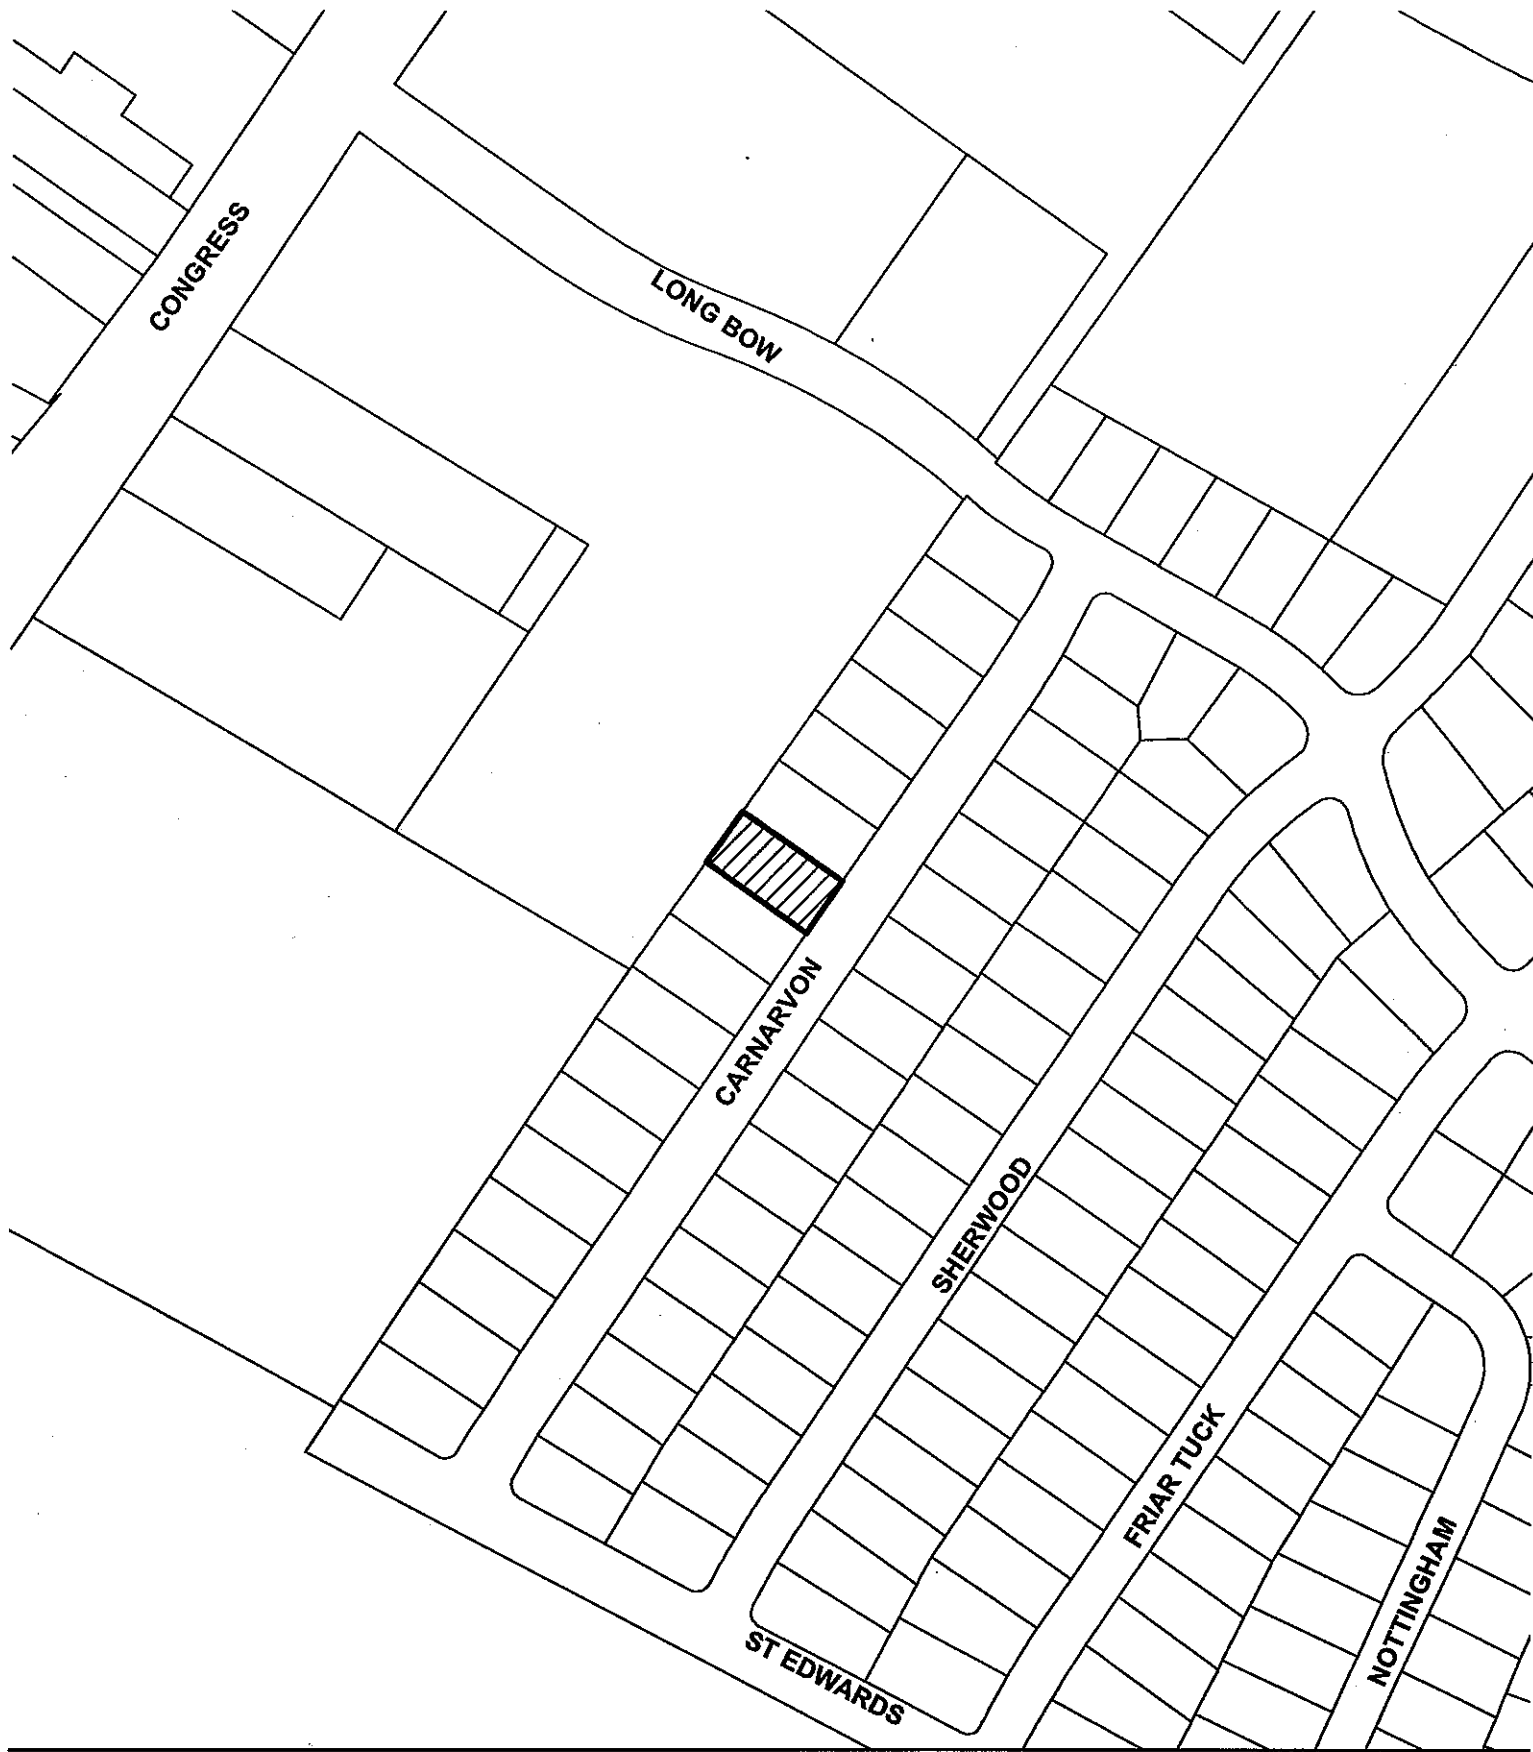 CONGRESS
LONG BOW
CARNARVON
SHERWOOD
FRIAR TUCK
NOTTINGHAM
ST EDWARDS